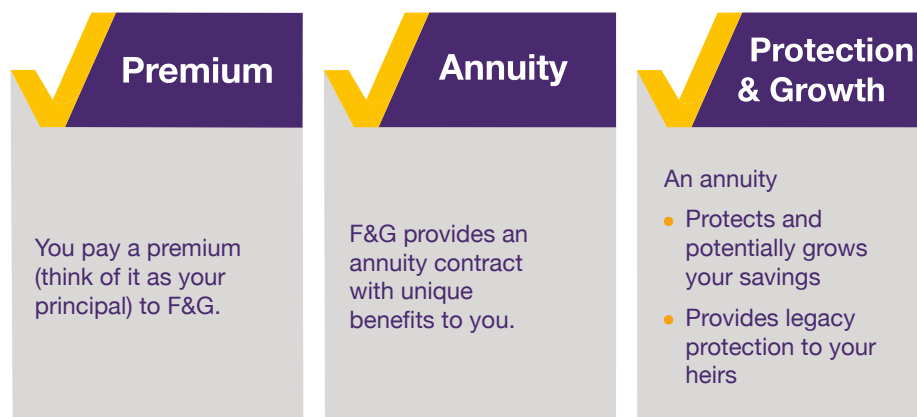 Premium
You pay a premium
(think of it as your
principal) to F&G.
Annuity
F&G provides an
annuity contract
with unique
benefits to you.
Protection
& Growth
An annuity
• Protects and
potentially grows
your savings
• Provides legacy
protection to your
heirs